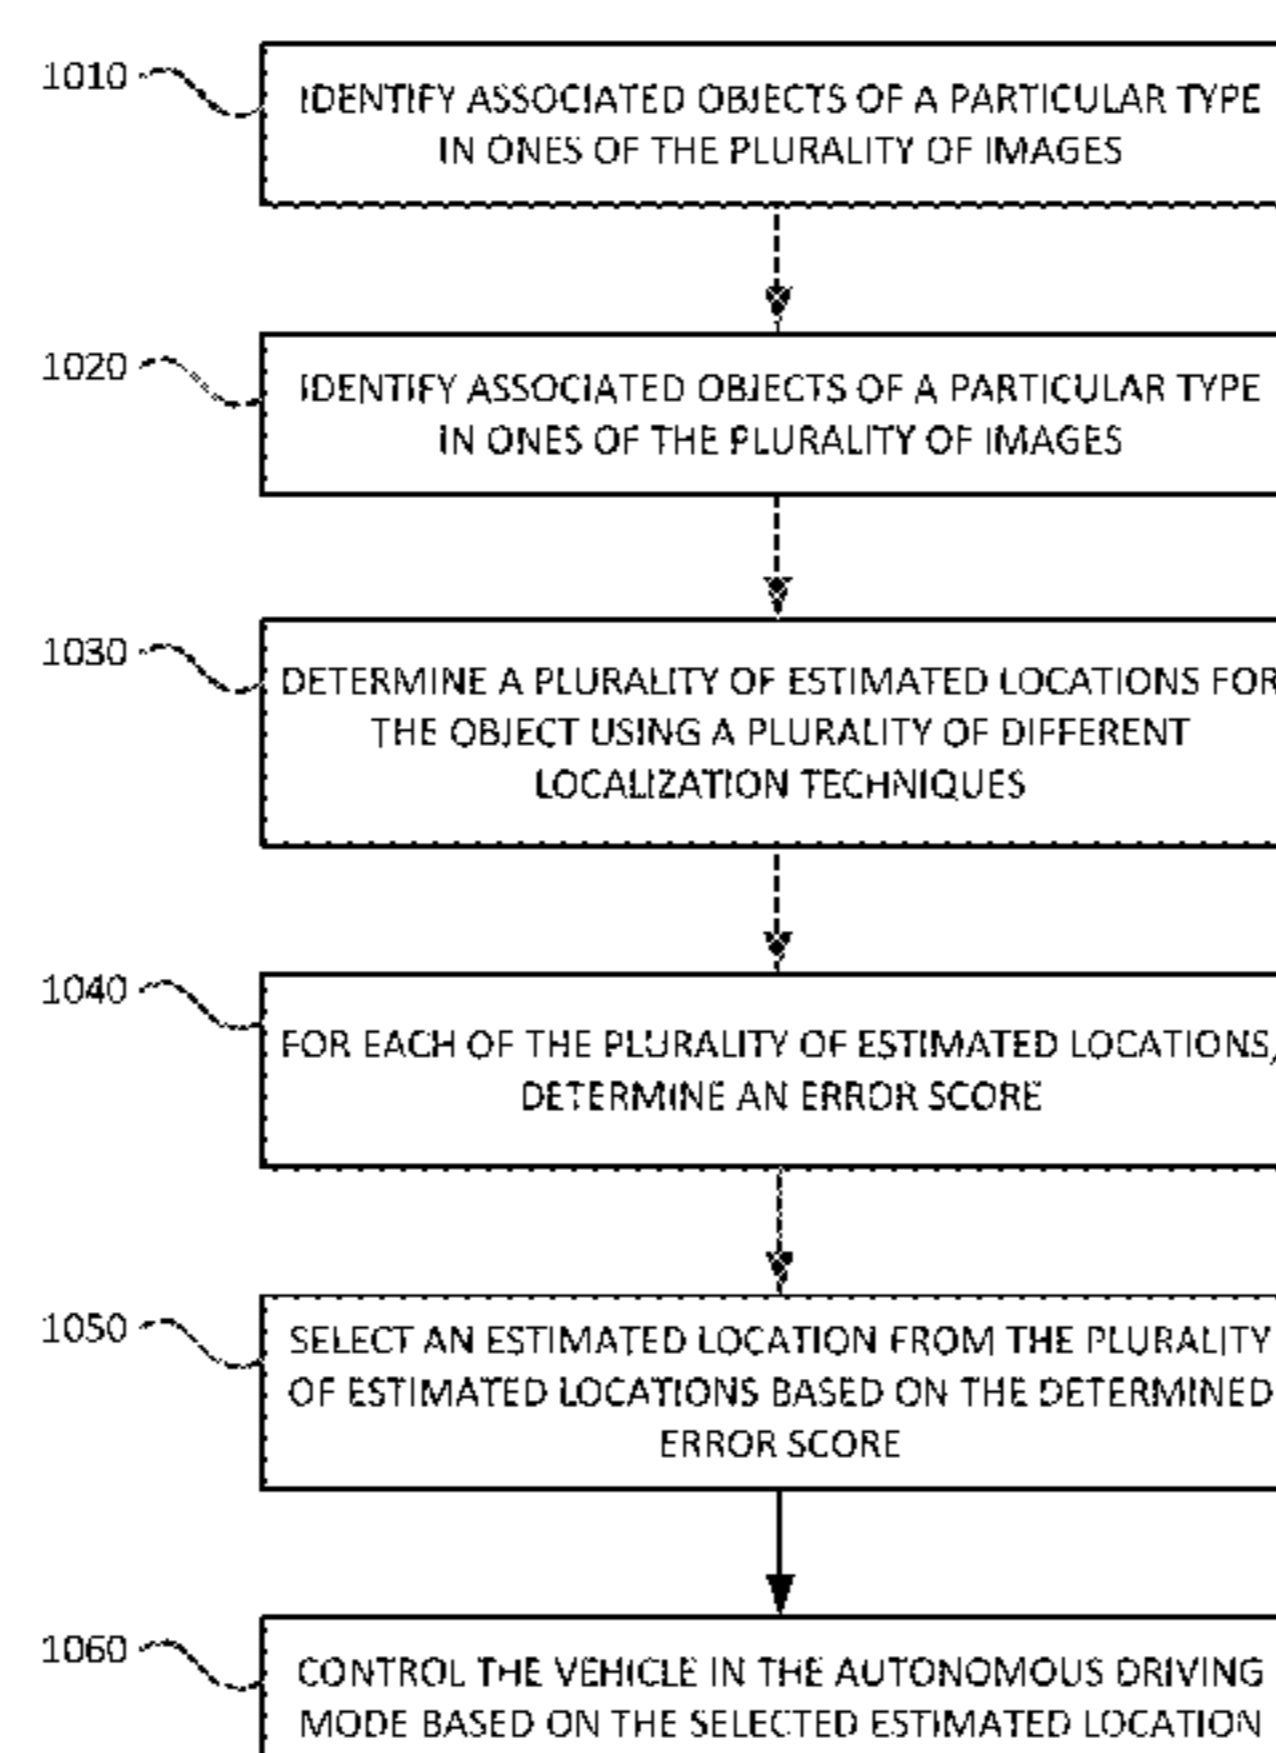 1010
IDENTIFY ASSOCIATED OBJECTS OF A PARTICULAR TYPE
IN ONES OF THE PLURALITY OF IMAGES
1020
IDENTIFY ASSOCIATED OBJECTS OF A PARTICULAR TYPE
IN ONES OF THE PLURALITY OF IMAGES
1030
DETERMINE A PLURALITY OF ESTIMATED LOCATIONS FOR
THE OBJECT USING A PLURALITY OF DIFFERENT
LOCALIZATION TECHNIQUES
1040
FOR EACH OF THE PLURALITY OF ESTIMATED LOCATIONS,
DETERMINE AN ERROR SCORE
1050
SELECT AN ESTIMATED LOCATION FROM THE PLURALITY
OF ESTIMATED LOCATIONS BASED ON THE DETERMINED
ERROR SCORE
1060
CONTROL THE VEHICLE IN THE AUTONOMOUS DRIVING
MODE BASED ON THE SELECTED ESTIMATED LOCATION